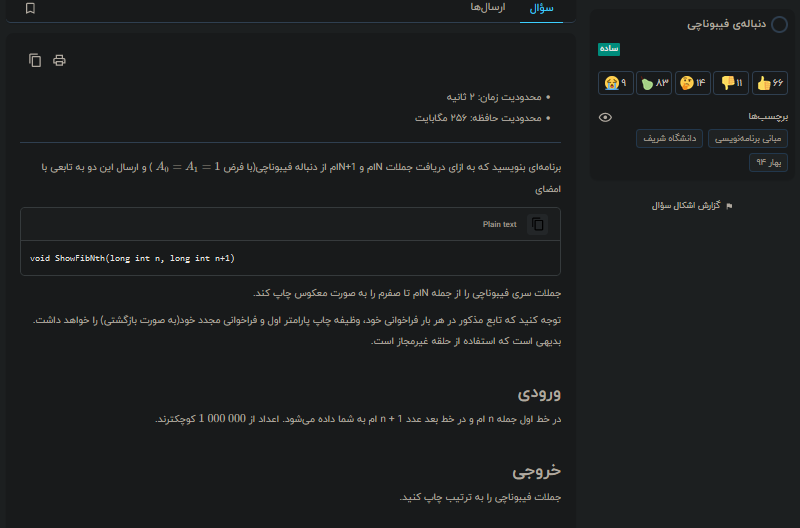 سؤال
ارسال‌ها
دنباله‌ی فیبوناچی
ساده
۶۶
۱۱
۱۴
۸۳
۹
برچسب‌ها
مبانی برنامه‌نویسی
دانشگاه شریف
بهار ۹۴
گزارش اشکال سؤال
محدودیت زمان: ۲ ثانیه
محدودیت حافظه: ۲۵۶ مگابایت
برنامه‌ای بنویسید که به ازای دریافت جملات Nام و N+1ام از دنباله فیبوناچی(با فرض A₀ = A₁ = 1 ) و ارسال این دو به تابعی با
امضای
Plain text
void ShowFibNth(long int n, long int n+1)
جملات سری فیبوناچی را از جمله Nام تا صفرم را به صورت معکوس چاپ کند.
توجه کنید که تابع مذکور در هر بار فراخوانی خود، وظیفه چاپ پارامتر اول و فراخوانی مجدد خود(به صورت بازگشتی) را خواهد داشت.
بدیهی است که استفاده از حلقه غیرمجاز است.
ورودی
در خط اول جمله n ام و در خط بعد عدد n + 1 ام به شما داده می‌شود. اعداد از 1 000 000 کوچکترند.
خروجی
جملات فیبوناچی را به ترتیب چاپ کنید.